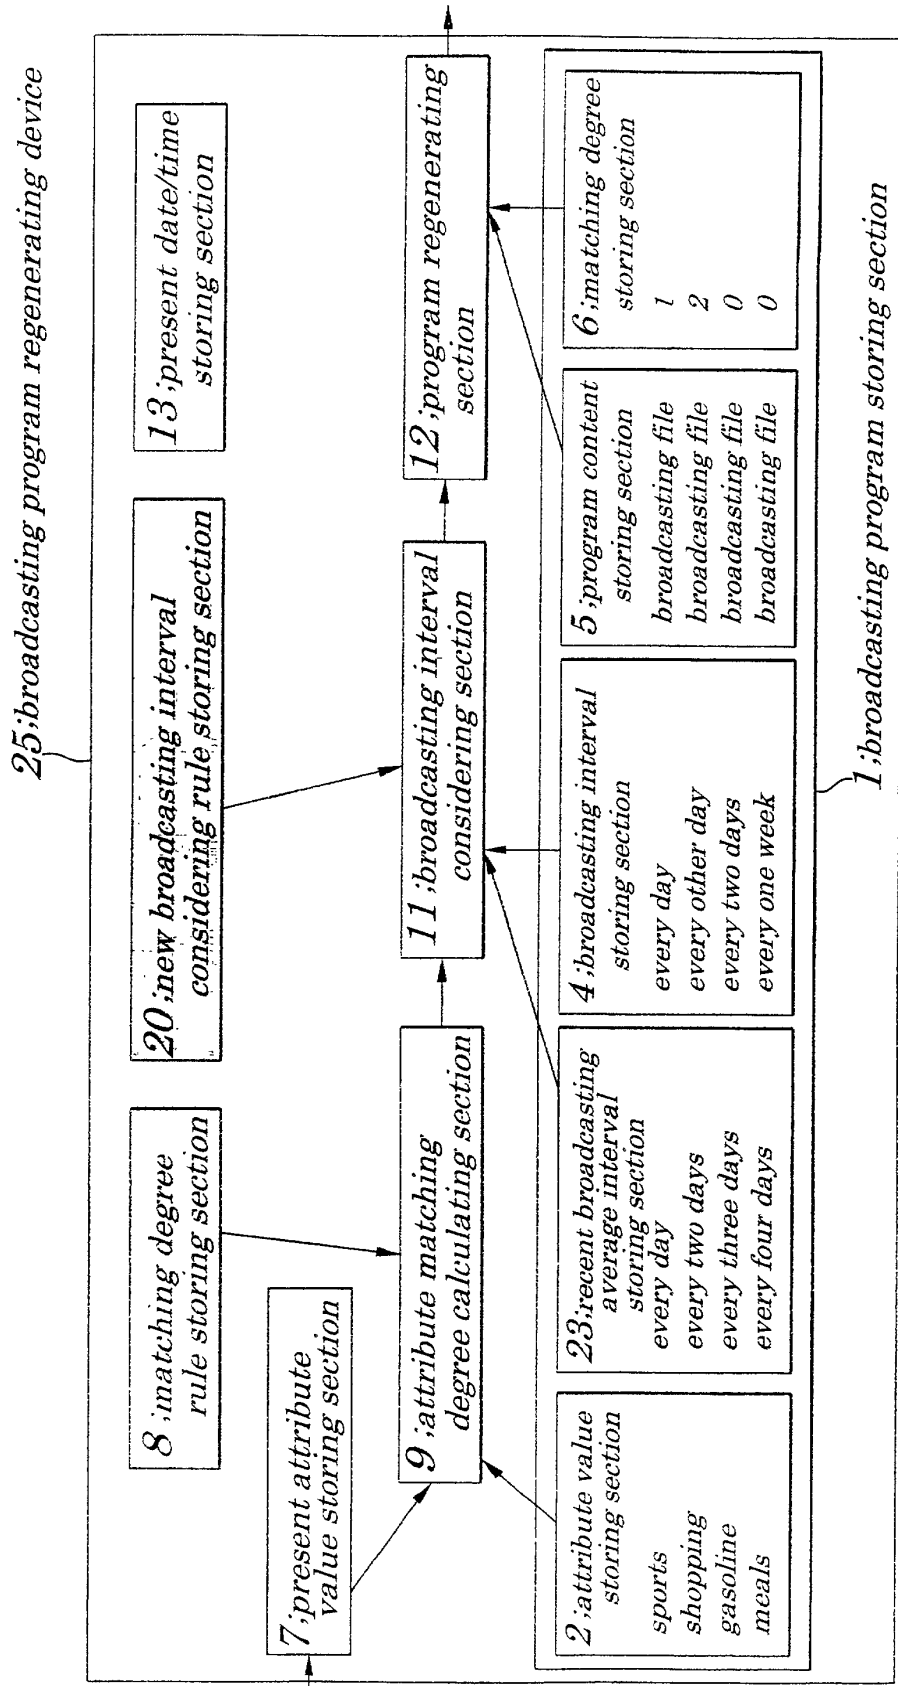 25;broadcasting program regenerating device
8;matching degree
rule storing section
20;new broadcasting interval
considering rule storing section
13;present date/time
storing section
7;present attribute
value storing section
9;attribute matching
degree calculating section
11;broadcasting interval
considering section
12;program regenerating
section
2;attribute value
storing section
sports
shopping
gasoline
meals
23;recent broadcasting
average interval
storing section
every day
every two days
every three days
every four days
4;broadcasting interval
storing section
every day
every other day
every two days
every one week
5;program content
storing section
broadcasting file
broadcasting file
broadcasting file
broadcasting file
6;matching degree
storing section
1
2
0
0
1;broadcasting program storing section